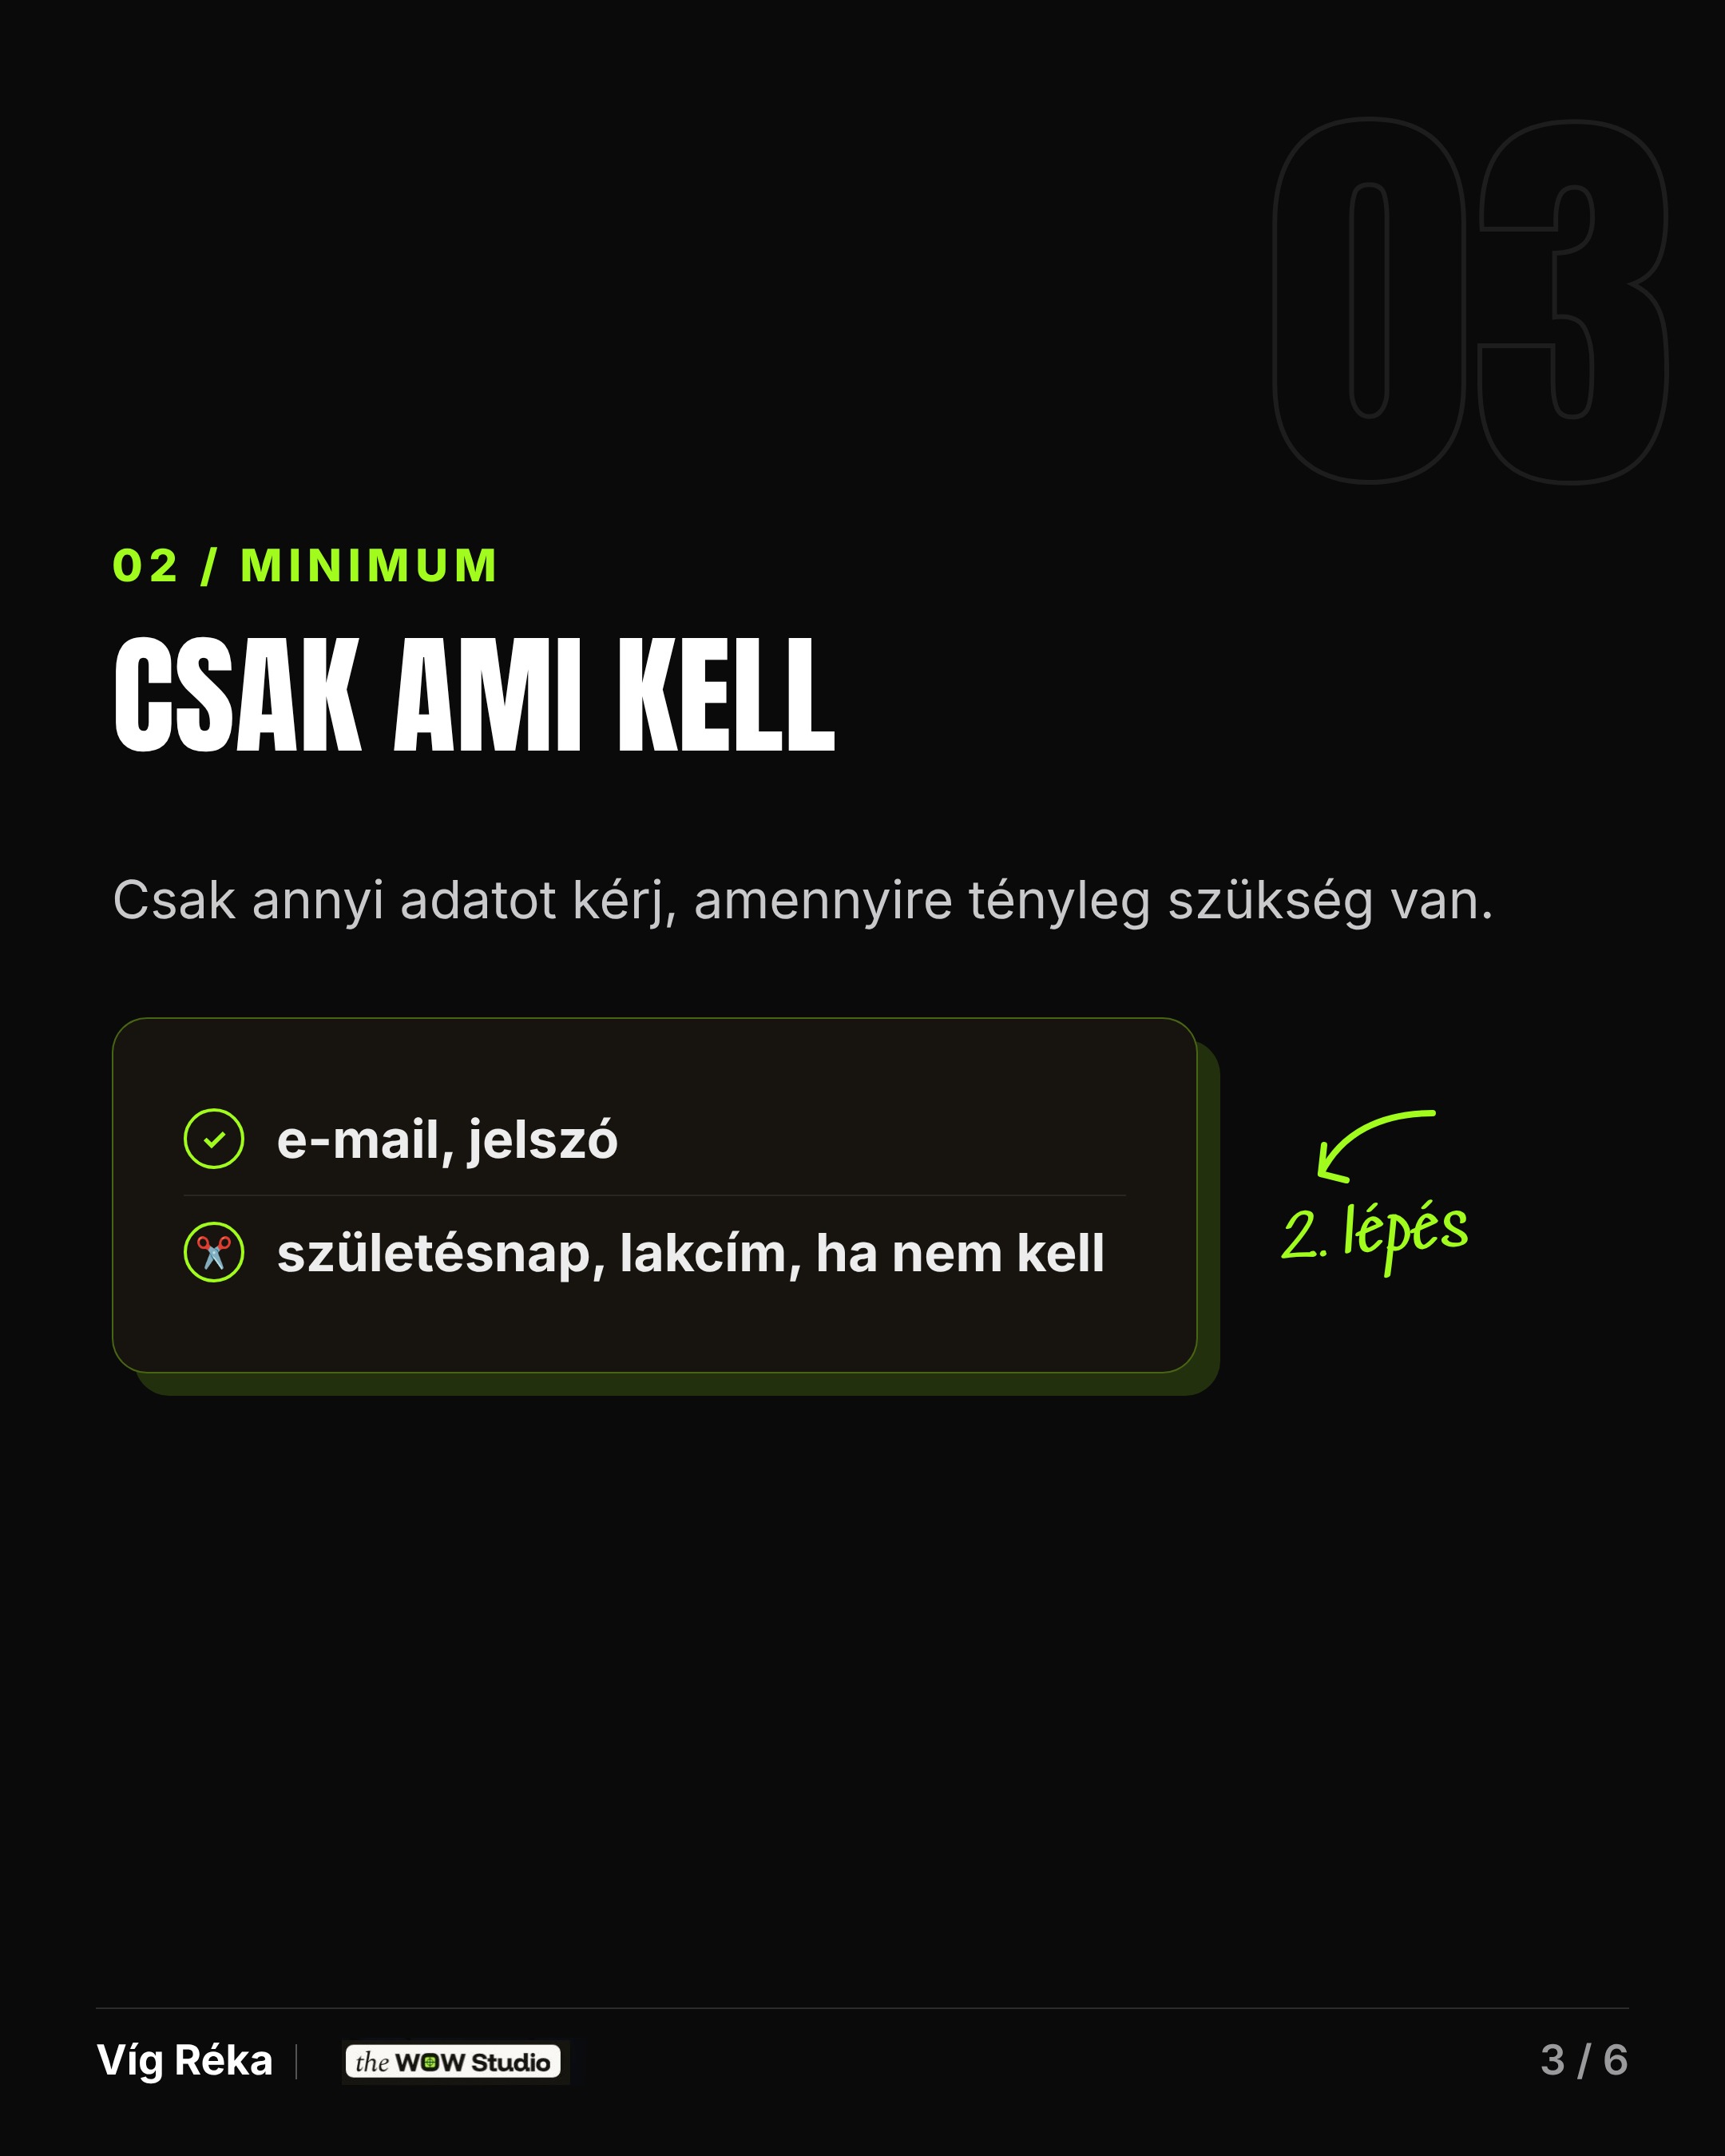 03
02 / MINIMUM
CSAK AMI KELL
Csak annyi adatot kérj, amennyire tényleg szükség van.
e-mail, jelszó
születésnap, lakcím, ha nem kell
2. lépés
Víg Réka
the WOW Studio
3 / 6